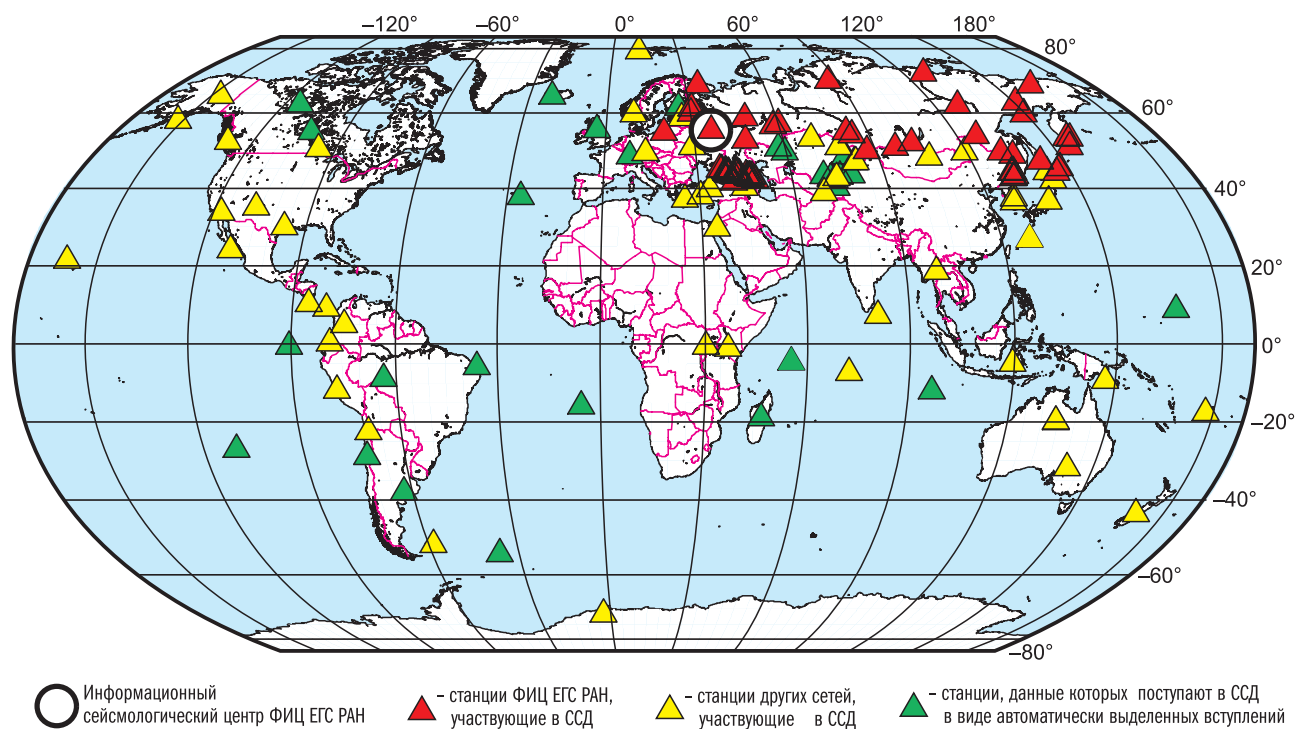 –120° –60° 0° 60° 120° 180°
80°
60°
40°
20°
0°
–20°
–40°
–60°
–80°
Информационный
сейсмологический центр ФИЦ ЕГС РАН
– станции ФИЦ ЕГС РАН,
участвующие в ССД
– станции других сетей,
участвующие в ССД
– станции, данные которых поступают в ССД
в виде автоматически выделенных вступлений